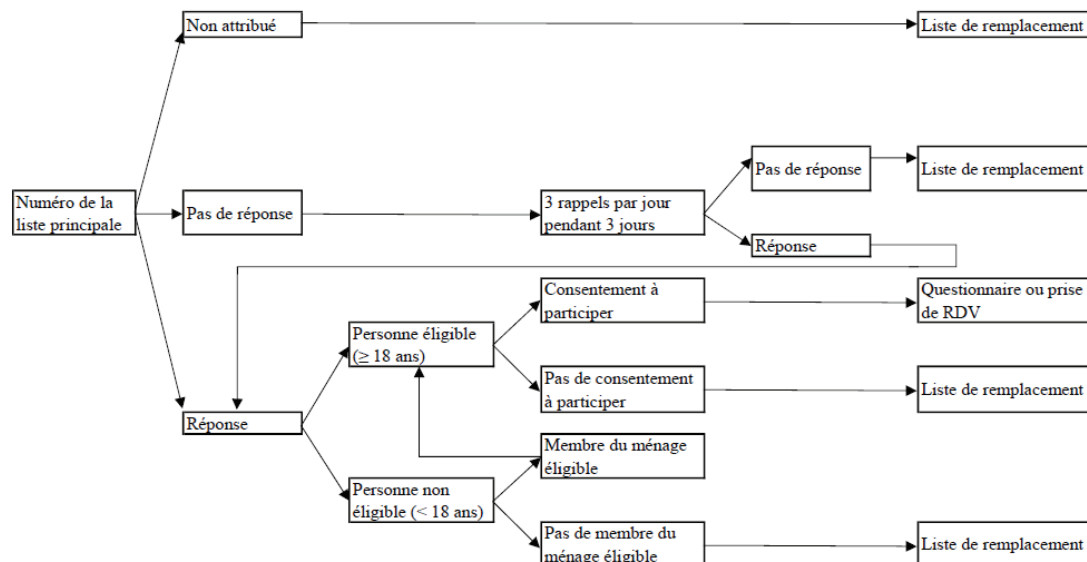 Non attribué
Liste de remplacement
Numéro de la
liste principale
Pas de réponse
3 rappels par jour
pendant 3 jours
Pas de réponse
Liste de remplacement
Réponse
Consentement à
participer
Questionnaire ou prise
de RDV
Personne éligible
(≥ 18 ans)
Pas de consentement
à participer
Liste de remplacement
Réponse
Membre du ménage
éligible
Personne non
éligible (< 18 ans)
Pas de membre du
ménage éligible
Liste de remplacement